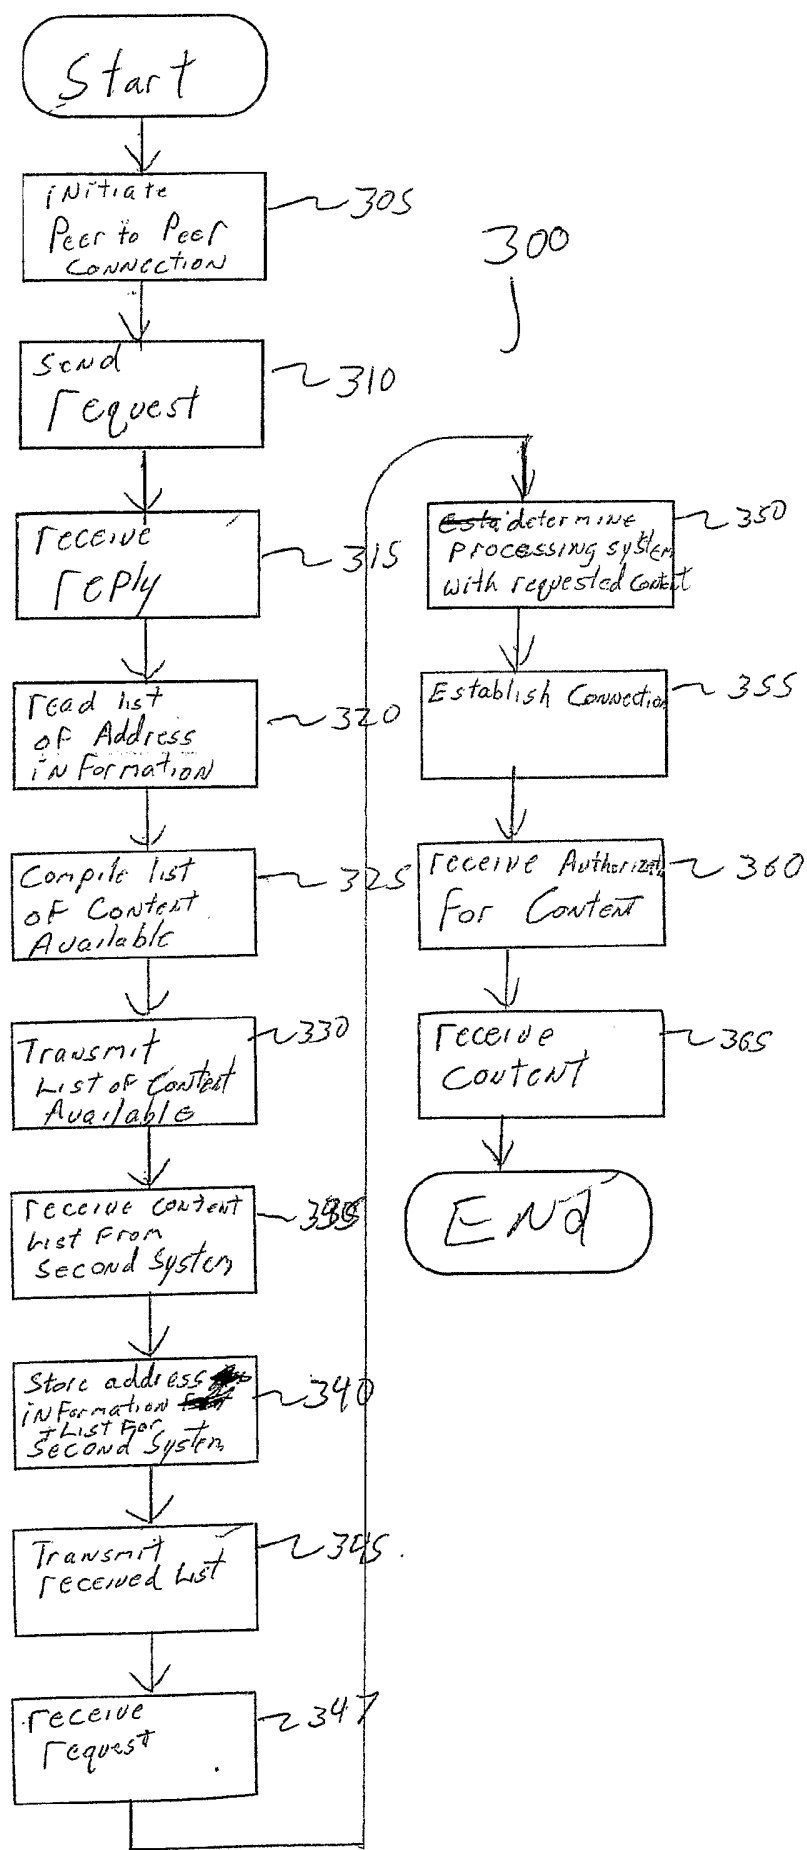 Start
initiate
Peer to Peer
Connection
305
300
send
request
310
receive
reply
315
read list
of Address
information
320
Compile list
of Content
Available
325
Transmit
List of Content
Available
330
receive content
List From
Second System
335
Store address
information
+ List For
Second System
340
Transmit
received List
345
receive
request
347
determine
processing system
with requested content
350
Establish Connection
355
receive
For Content
360
receive
content
365
End